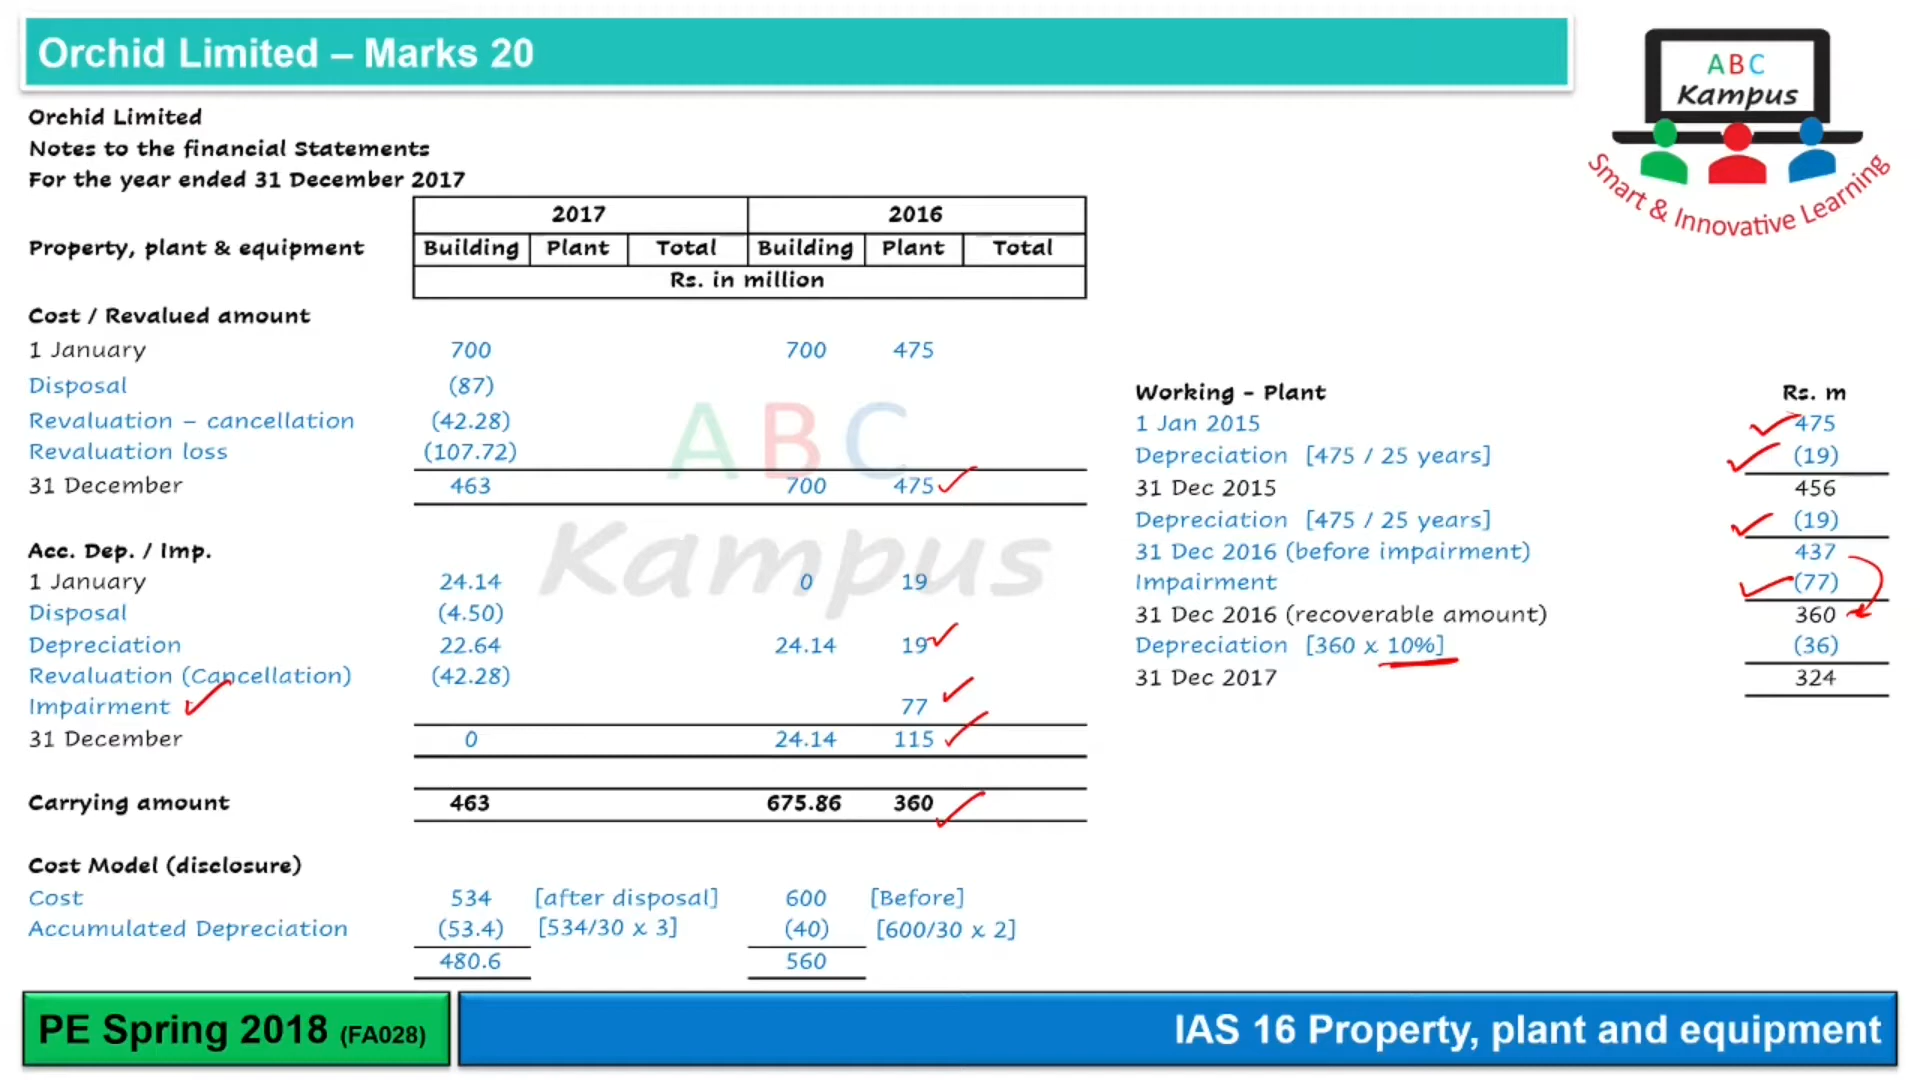 Orchid Limited – Marks 20
ABC
Kampus
Smart & Innovative Learning
Orchid Limited
Notes to the financial Statements
For the year ended 31 December 2017
2017 2016
Property, plant & equipment Building Plant Total Building Plant Total
Rs. in million
Cost / Revalued amount
1 January 700 700 475
Disposal (87)
Revaluation – cancellation (42.28)
Revaluation loss (107.72)
31 December 463 700 475
Acc. Dep. / Imp.
1 January 24.14 0 19
Disposal (4.50)
Depreciation 22.64 24.14 19
Revaluation (Cancellation) (42.28)
Impairment 77
31 December 0 24.14 115
Carrying amount 463 675.86 360
Cost Model (disclosure)
Cost 534 [after disposal] 600 [Before]
Accumulated Depreciation (53.4) [534/30 x 3] (40) [600/30 x 2]
480.6 560
ABC
Kampus
Working - Plant Rs. m
1 Jan 2015 475
Depreciation [475 / 25 years] (19)
31 Dec 2015 456
Depreciation [475 / 25 years] (19)
31 Dec 2016 (before impairment) 437
Impairment (77)
31 Dec 2016 (recoverable amount) 360
Depreciation [360 x 10%] (36)
31 Dec 2017 324
PE Spring 2018 (FA028)
IAS 16 Property, plant and equipment